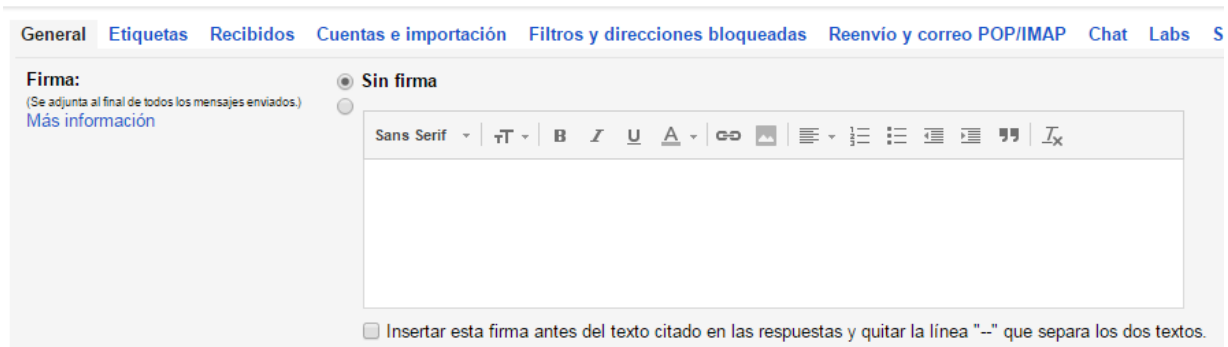 General Etiquetas Recibidos Cuentas e importación Filtros y direcciones bloqueadas Reenvío y correo POP/IMAP Chat Labs S
Firma:
(Se adjunta al final de todos los mensajes enviados.)
Más información
Sin firma
Sans Serif
Insertar esta firma antes del texto citado en las respuestas y quitar la línea "--" que separa los dos textos.